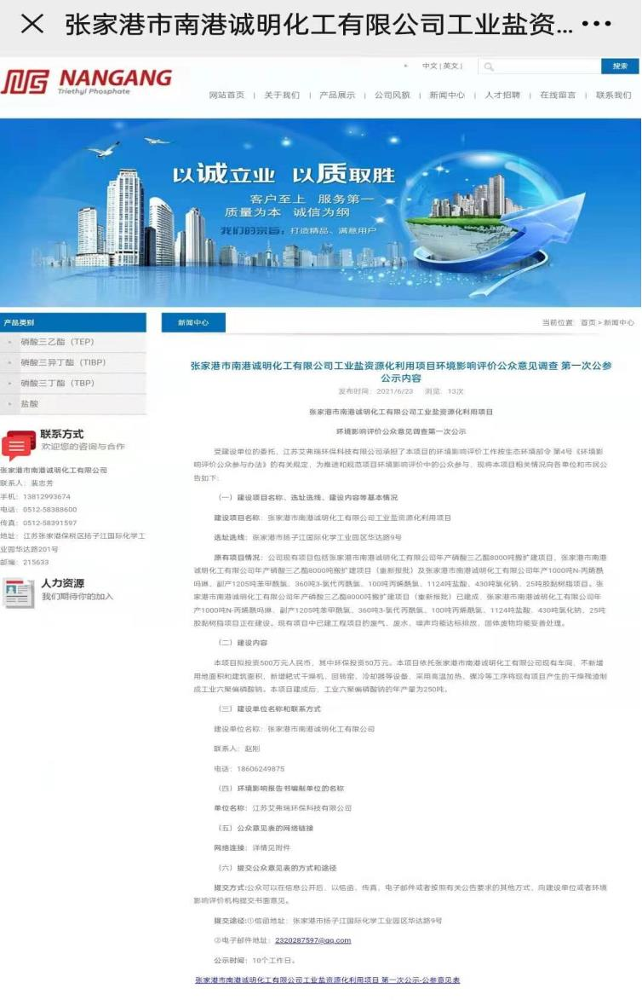 张家港市南港诚明化工有限公司工业盐资...
NANGANG
Triethyl Phosphate
中文 | 英文 |
搜索
网站首页 | 关于我们 | 产品展示 | 公司风貌 | 新闻中心 | 人才招聘 | 在线留言 | 联系我们
以诚立业 以质取胜
客户至上 服务第一
质量为本 诚信为纲
我们的宗旨：打造精品、满意用户
产品类别
磷酸三乙酯（TEP）
磷酸三异丁酯（TIBP）
磷酸三丁酯（TBP）
盐酸
联系方式
欢迎您的咨询与合作
张家港市南港诚明化工有限公司
联系人：裴忠芳
手机：13812993674
电话：0512-58388600
传真：0512-58391597
地址：江苏张家港保税区扬子江国际化学工
业园华达路201号
邮编：215633
人力资源
我们期待你的加入
新闻中心
当前位置：首页 > 新闻中心
张家港市南港诚明化工有限公司工业盐资源化利用项目环境影响评价公众意见调查 第一次公参
公示内容
发布时间：2021/6/23 浏览：13次
张家港市南港诚明化工有限公司工业盐资源化利用项目
环境影响评价公众意见调查第一次公示
受建设单位的委托，江苏艾弗瑞环保科技有限公司承担了本项目的环境影响评价工作按生态环境部令 第4号《环境影
响评价公众参与办法》的有关规定，为推进和规范项目环境影响评价中的公众参与，现将本项目相关情况向各单位和市民公
告如下：
（一）建设项目名称、选址选线、建设内容等基本情况
建设项目名称：张家港市南港诚明化工有限公司工业盐资源化利用项目
选址选线：张家港市扬子江国际化学工业园区华达路9号
原有项目情况：公司现有项目包括张家港市南港诚明化工有限公司年产磷酸三乙酯8000吨搬扩建项目、张家港市南港
诚明化工有限公司年产磷酸三乙酯8000吨搬扩建项目（重新报批）及张家港市南港诚明化工有限公司年产1000吨N-丙烯酰
吗啉、副产1205吨苯甲酰氯、360吨3-氯代丙酰氯、100吨丙烯酰氯、1124吨盐酸、430吨氯化钠、25吨胶黏树脂项目。张
家港市南港诚明化工有限公司年产磷酸三乙酯8000吨搬扩建项目（重新报批）已建成，张家港市南港诚明化工有限公司年
产1000吨N-丙烯酰吗啉、副产1205吨苯甲酰氯、360吨3-氯代丙酰氯、100吨丙烯酰氯、1124吨盐酸、430吨氯化钠、25吨
胶黏树脂项目正在建设。现有项目中已建工程项目的废气、废水、噪声均能达标排放，固体废物均能妥善处理。
（二）建设内容
本项目拟投资500万元人民币，其中环保投资50万元。本项目依托张家港市南港诚明化工有限公司现有车间，不新增
用地面积和建筑面积，新增耙式干燥机、回转窑、冷却器等设备，采用高温加热、骤冷等工序将现有项目产生的干燥残渣制
成工业六聚偏磷酸钠。本项目建成后，工业六聚偏磷酸钠的年产量为250吨。
（三）建设单位名称和联系方式
建设单位名称：张家港市南港诚明化工有限公司
联系人：赵刚
电话：18606249875
（四）环境影响报告书编制单位的名称
单位名称：江苏艾弗瑞环保科技有限公司
（五）公众意见表的网络链接
网络连接：详情见附件
（六）提交公众意见表的方式和途径
提交方式:公众可以在信息公开后，以信函、传真、电子邮件或者按照有关公告要求的其他方式，向建设单位或者环境
影响评价机构提交书面意见。
提交途径:①信函地址：张家港市扬子江国际化学工业园区华达路9号
②电子邮件地址：2320287597@qq.com
公示时间：10个工作日。
张家港市南港诚明化工有限公司工业盐资源化利用项目 第一次公示-公参意见表